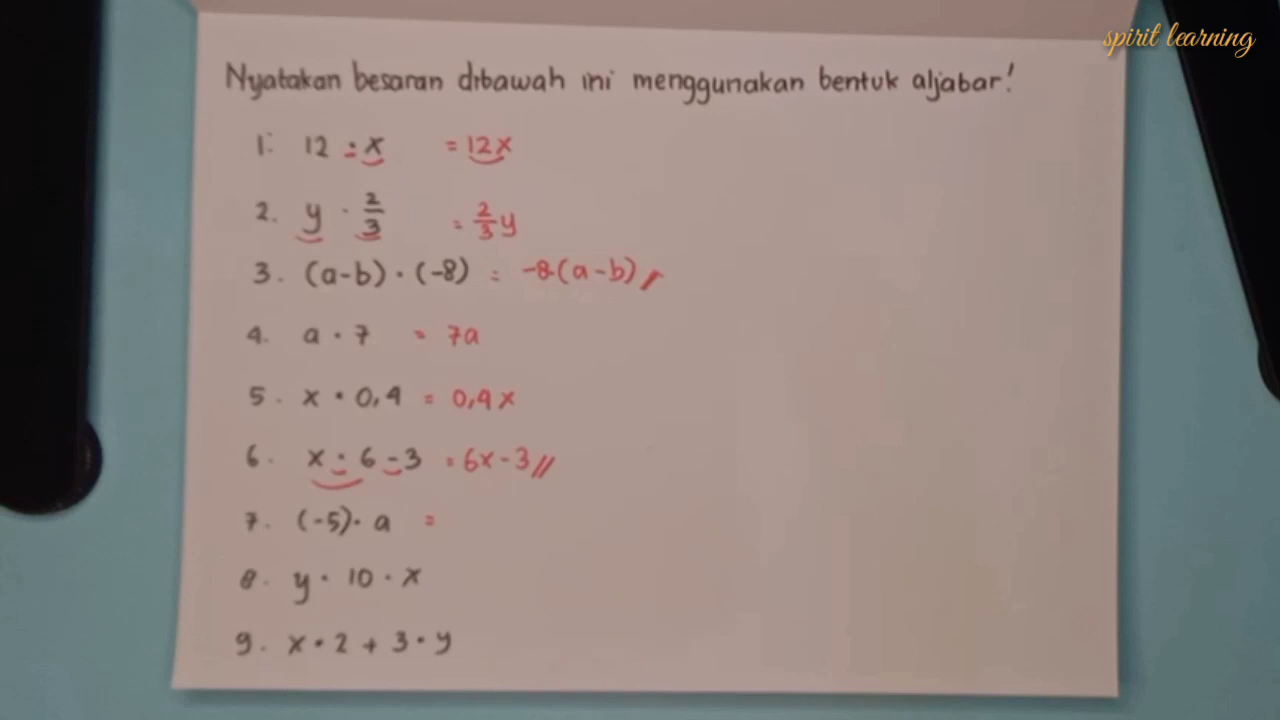 spirit learning
Nyatakan besaran dibawah ini menggunakan bentuk aljabar!
1. 12 · x = 12x
2. y · 2/3 = 2/3 y
3. (a-b) · (-8) = -8·(a-b)
4. a · 7 = 7a
5. x · 0,4 = 0,4x
6. x · 6 - 3 = 6x - 3
7. (-5) · a =
8. y · 10 · x
9. x · 2 + 3 · y